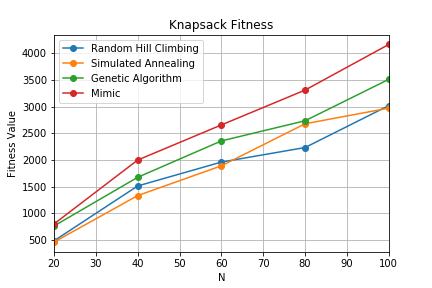 Knapsack Fitness
Random Hill Climbing
Simulated Annealing
Genetic Algorithm
Mimic
Fitness Value
4000
3500
3000
2500
2000
1500
1000
500
20 30 40 50 60 70 80 90 100
N